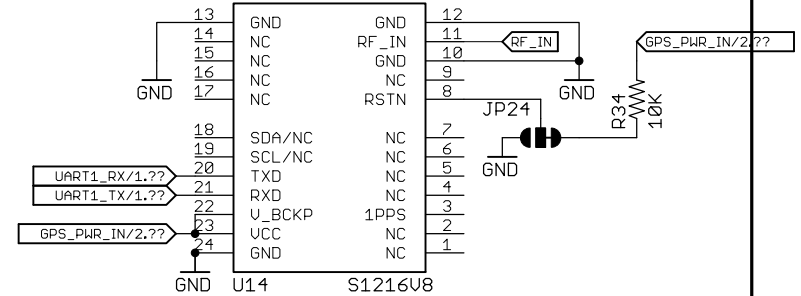 13 GND GND 12
14 NC RF_IN 11 RF_IN GPS_PWR_IN/2.??
15 NC GND 10
16 NC NC 9
GND GND
17 NC RSTN 8
JP24 R34 10K
18 SDA/NC NC 7
19 SCL/NC NC 6
GND
UART1_RX/1.?? 20 TXD NC 5
UART1_TX/1.?? 21 RXD NC 4
22 V_BCKP 1PPS 3
GPS_PWR_IN/2.?? 23 VCC NC 2
24 GND NC 1
GND U14 S1216V8